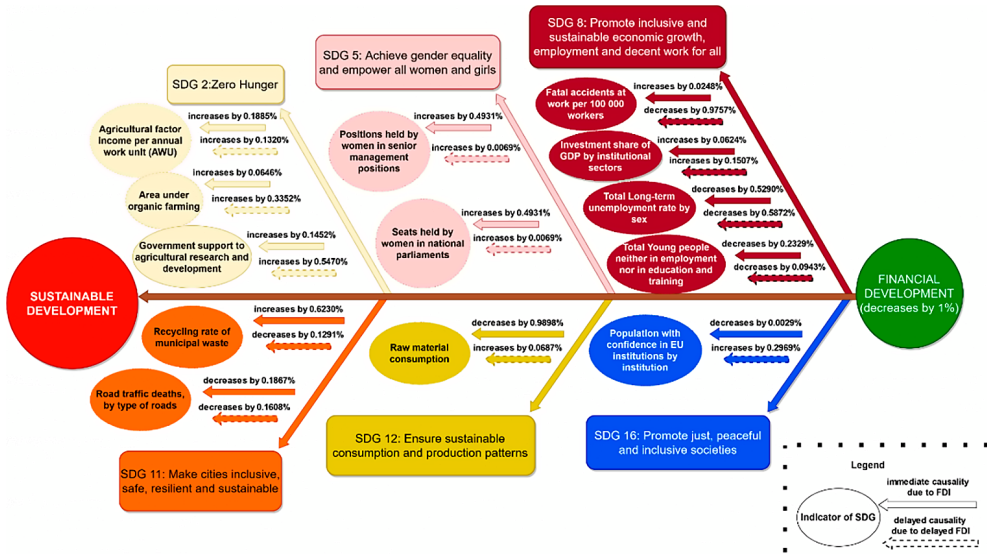 SDG 8: Promote inclusive and
sustainable economic growth,
employment and decent work for all
SDG 5: Achieve gender equality
and empower all women and girls
SDG 2:Zero Hunger
Agricultural factor
Income per annual
work unit (AWU)
increases by 0.1885%
increases by 0.1320%
Area under
organic farming
increases by 0.0646%
increases by 0.3352%
Government support to
agricultural research and
development
increases by 0.1452%
increases by 0.5470%
Positions held by
women in senior
management
positions
increases by 0.4931%
increases by 0.0069%
Seats held by
women in national
parliaments
increases by 0.4931%
increases by 0.0069%
Fatal accidents at
work per 100 000
workers
increases by 0.0248%
decreases by 0.9757%
Investment share of
GDP by institutional
sectors
increases by 0.0624%
increases by 0.1507%
Total Long-term
unemployment rate by
sex
decreases by 0.5290%
decreases by 0.5872%
Total Young people
neither in employment
nor in education and
training
decreases by 0.2329%
decreases by 0.0943%
SUSTAINABLE
DEVELOPMENT
FINANCIAL
DEVELOPMENT
(decreases by 1%)
Recycling rate of
municipal waste
increases by 0.6230%
decreases by 0.1291%
Road traffic deaths,
by type of roads
decreases by 0.1867%
decreases by 0.1608%
Raw material
consumption
decreases by 0.9898%
increases by 0.0687%
Population with
confidence in EU
institutions by
institution
decreases by 0.0029%
increases by 0.2969%
SDG 11: Make cities inclusive,
safe, resilient and sustainable
SDG 12: Ensure sustainable
consumption and production patterns
SDG 16: Promote just, peaceful
and inclusive societies
Legend
Indicator of SDG
immediate causality
due to FDI
delayed causality
due to delayed FDI